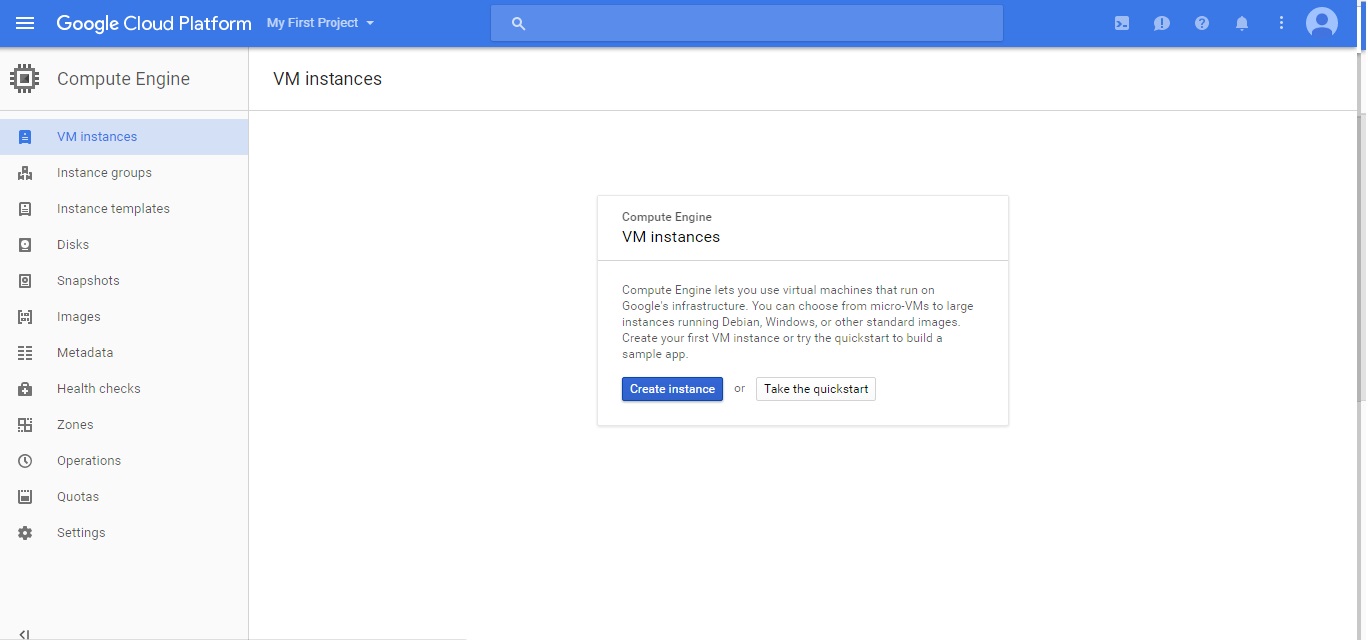 Google Cloud Platform My First Project
Compute Engine
VM instances
VM instances
Instance groups
Instance templates
Disks
Snapshots
Images
Metadata
Health checks
Zones
Operations
Quotas
Settings
Compute Engine
VM instances
Compute Engine lets you use virtual machines that run on
Google's infrastructure. You can choose from micro-VMs to large
instances running Debian, Windows, or other standard images.
Create your first VM instance or try the quickstart to build a
sample app.
Create instance or Take the quickstart